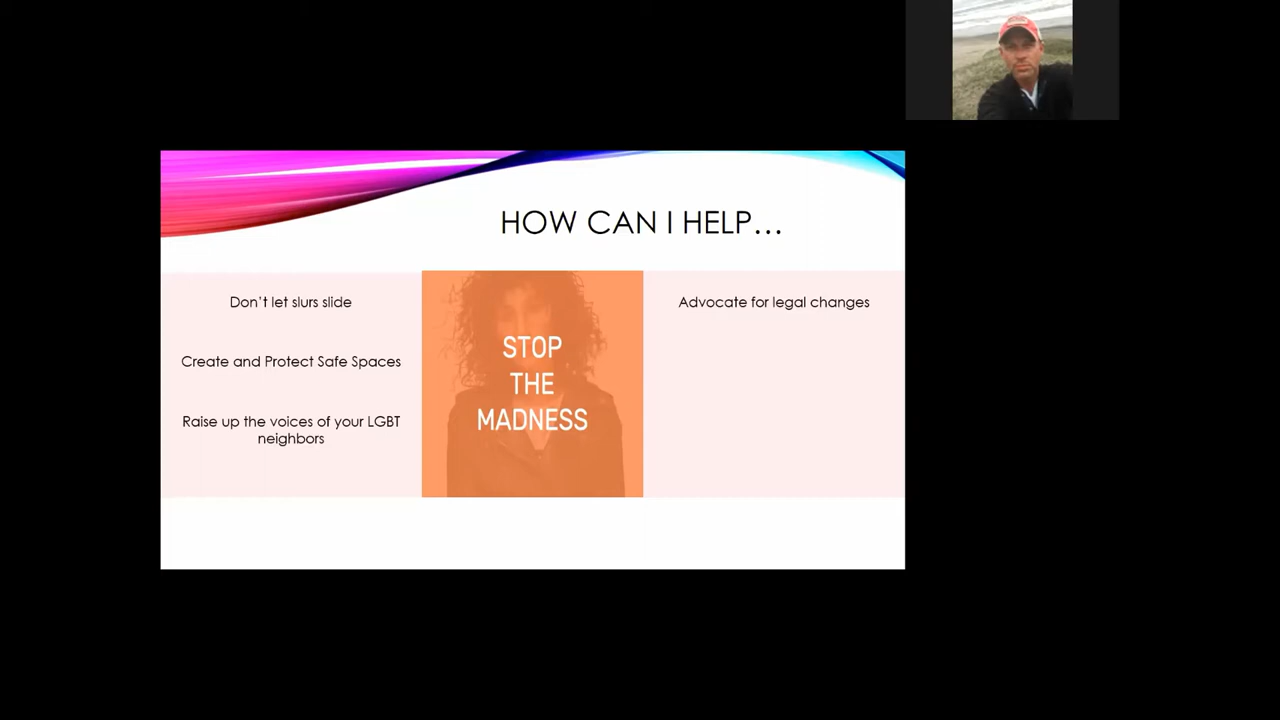 HOW CAN I HELP…
Don't let slurs slide
Create and Protect Safe Spaces
Raise up the voices of your LGBT
neighbors
STOP
THE
MADNESS
Advocate for legal changes